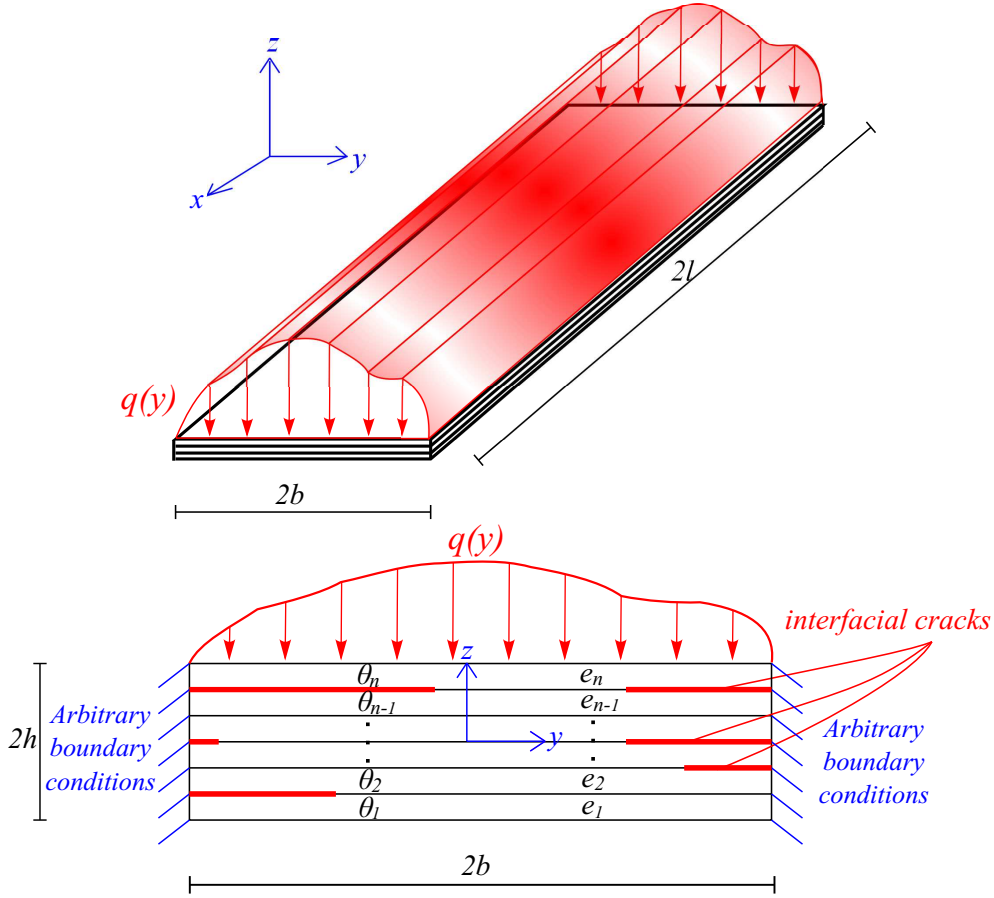 z
y
x
2l
q(y)
2b
q(y)
interfacial cracks
z
θn en
θn-1 en-1
Arbitrary
boundary
conditions
2h
y
Arbitrary
boundary
conditions
θ2 e2
θ1 e1
2b